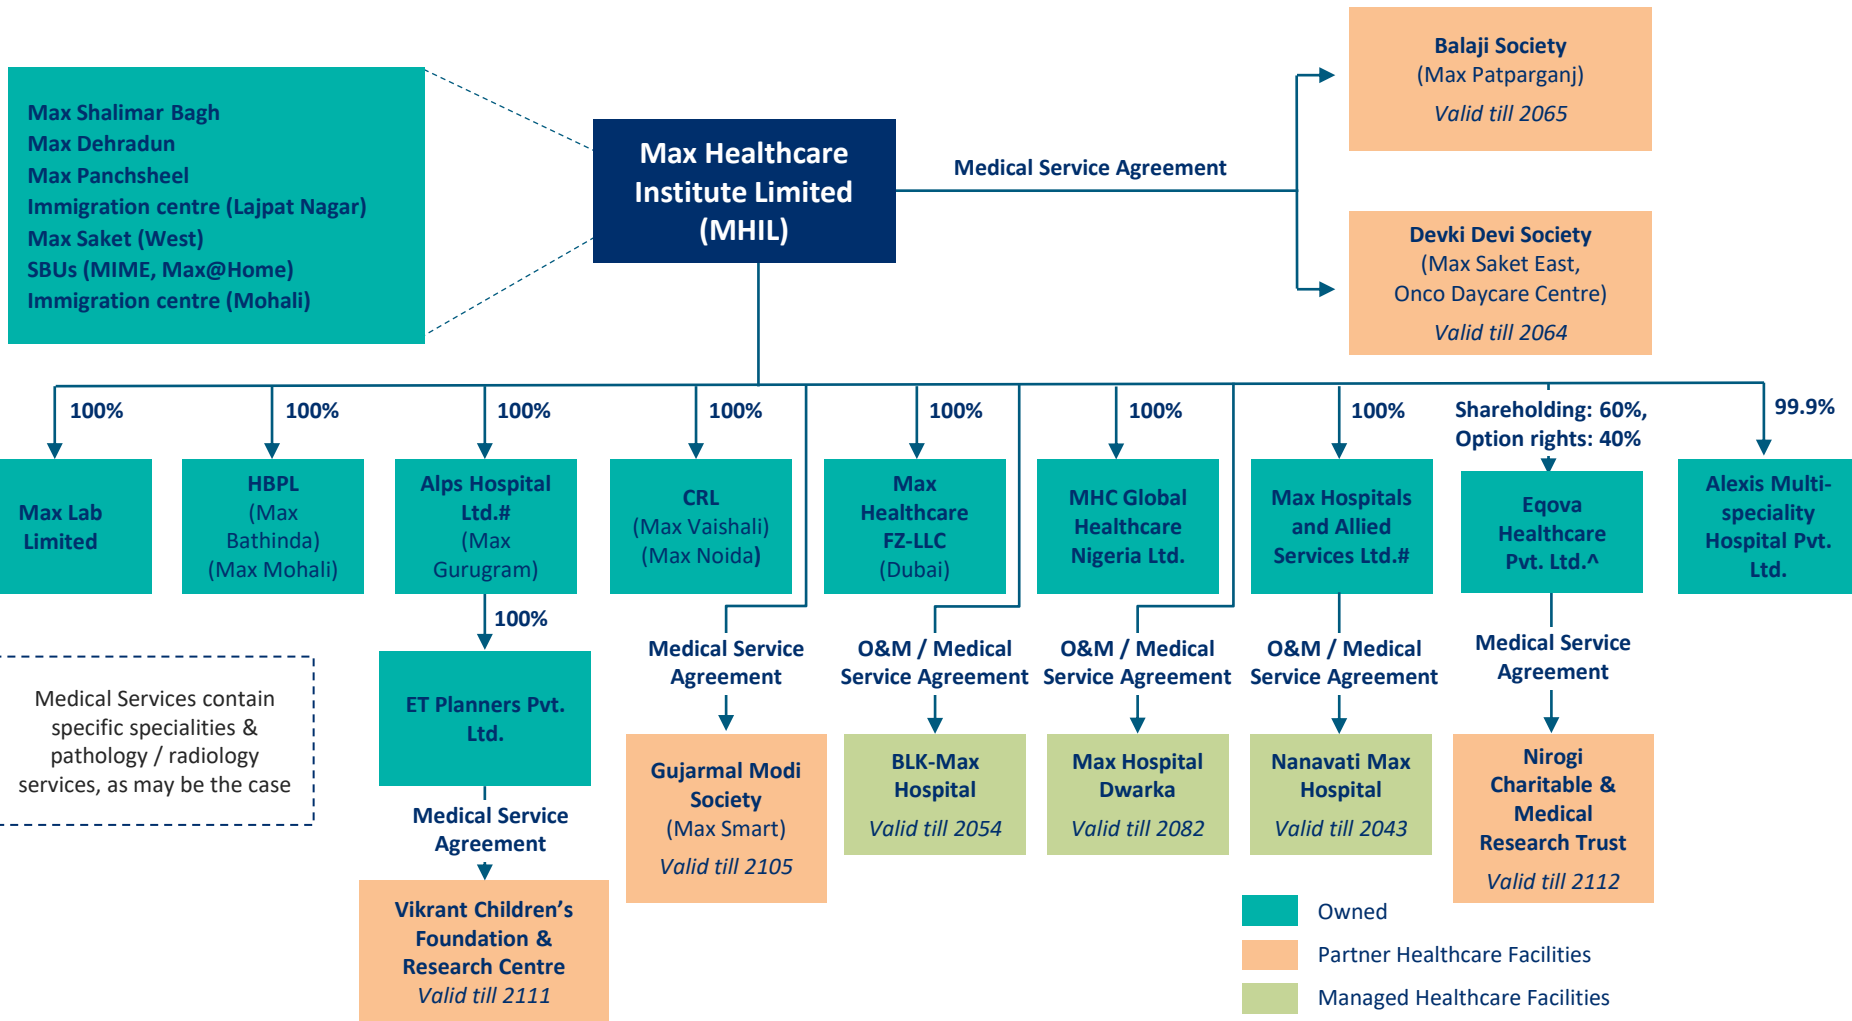 Balaji Society
(Max Patparganj)
Valid till 2065
Max Shalimar Bagh
Max Dehradun
Max Panchsheel
Immigration centre (Lajpat Nagar)
Max Saket (West)
SBUs (MIME, Max@Home)
Immigration centre (Mohali)
Max Healthcare
Institute Limited
(MHIL)
Medical Service Agreement
Devki Devi Society
(Max Saket East,
Onco Daycare Centre)
Valid till 2064
100%
100%
100%
100%
100%
100%
100%
Shareholding: 60%,
Option rights: 40%
99.9%
Max Lab
Limited
HBPL
(Max
Bathinda)
(Max Mohali)
Alps Hospital
Ltd.#
(Max
Gurugram)
CRL
(Max Vaishali)
(Max Noida)
Max
Healthcare
FZ-LLC
(Dubai)
MHC Global
Healthcare
Nigeria Ltd.
Max Hospitals
and Allied
Services Ltd.#
Eqova
Healthcare
Pvt. Ltd.^
Alexis Multi-
speciality
Hospital Pvt.
Ltd.
100%
Medical Service
Agreement
O&M / Medical
Service Agreement
O&M / Medical
Service Agreement
O&M / Medical
Service Agreement
Medical Service
Agreement
Medical Services contain
specific specialities &
pathology / radiology
services, as may be the case
ET Planners Pvt.
Ltd.
Gujarmal Modi
Society
(Max Smart)
Valid till 2105
BLK-Max
Hospital
Valid till 2054
Max Hospital
Dwarka
Valid till 2082
Nanavati Max
Hospital
Valid till 2043
Nirogi
Charitable &
Medical
Research Trust
Valid till 2112
Medical Service
Agreement
Vikrant Children’s
Foundation &
Research Centre
Valid till 2111
Owned
Partner Healthcare Facilities
Managed Healthcare Facilities